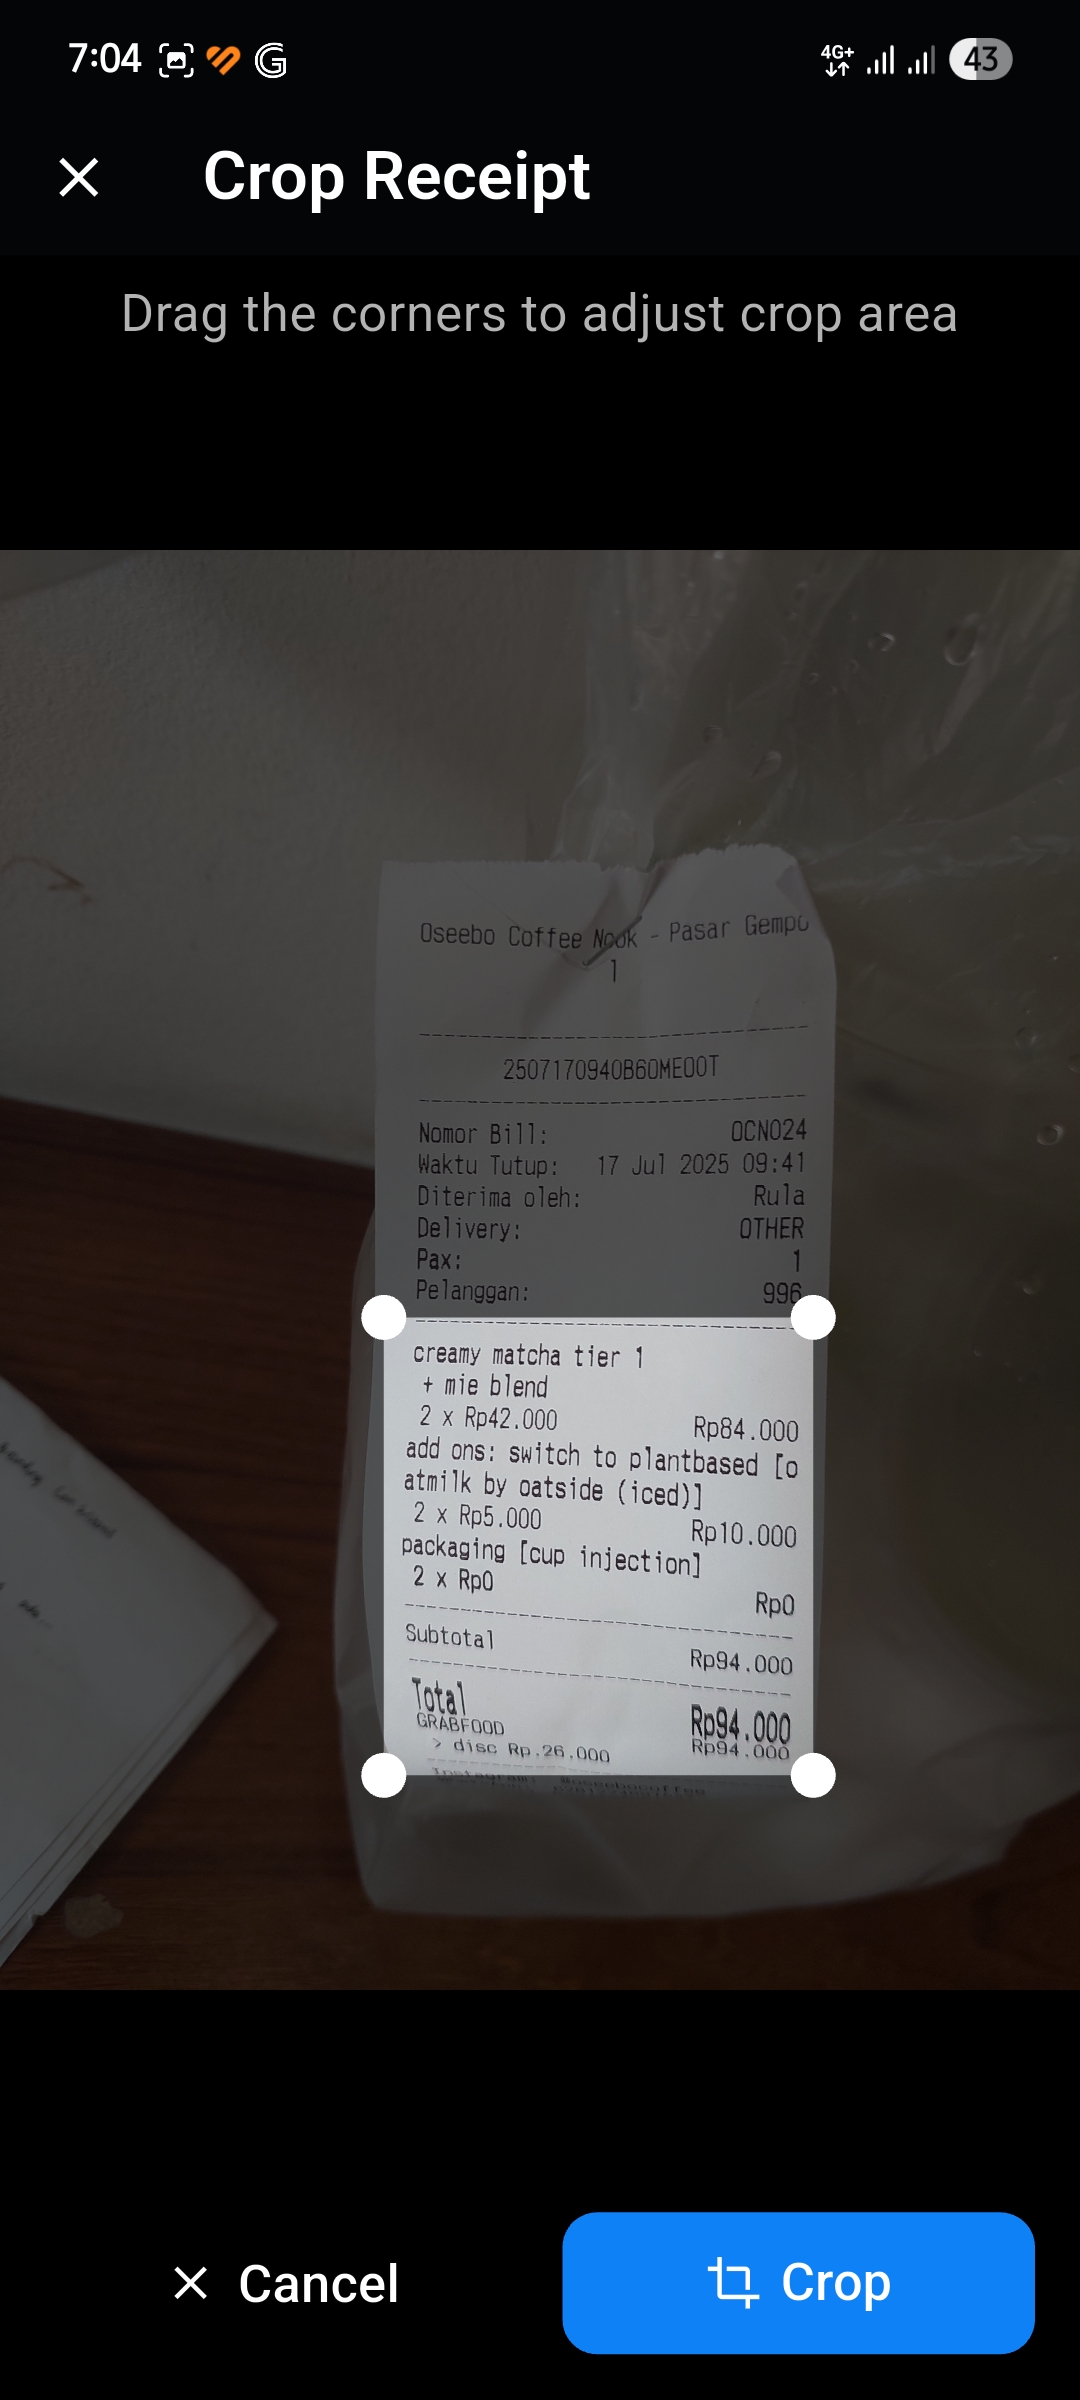 7:04
4G+
43
Crop Receipt
Drag the corners to adjust crop area
Oseebo Coffee Nook - Pasar Gempo
1
2507170940B60ME00T
Nomor Bill: OCN024
Waktu Tutup: 17 Jul 2025 09:41
Diterima oleh: Rula
Delivery: OTHER
Pax: 1
Pelanggan: 996
creamy matcha tier 1
+ mie blend
2 x Rp42.000 Rp84.000
add ons: switch to plantbased [o
atmilk by oatside (iced)]
2 x Rp5.000 Rp10.000
packaging [cup injection]
2 x Rp0 Rp0
Subtotal Rp94.000
Total Rp94.000
GRABFOOD Rp94.000
> disc Rp.26.000
Instagram:
Cancel
Crop